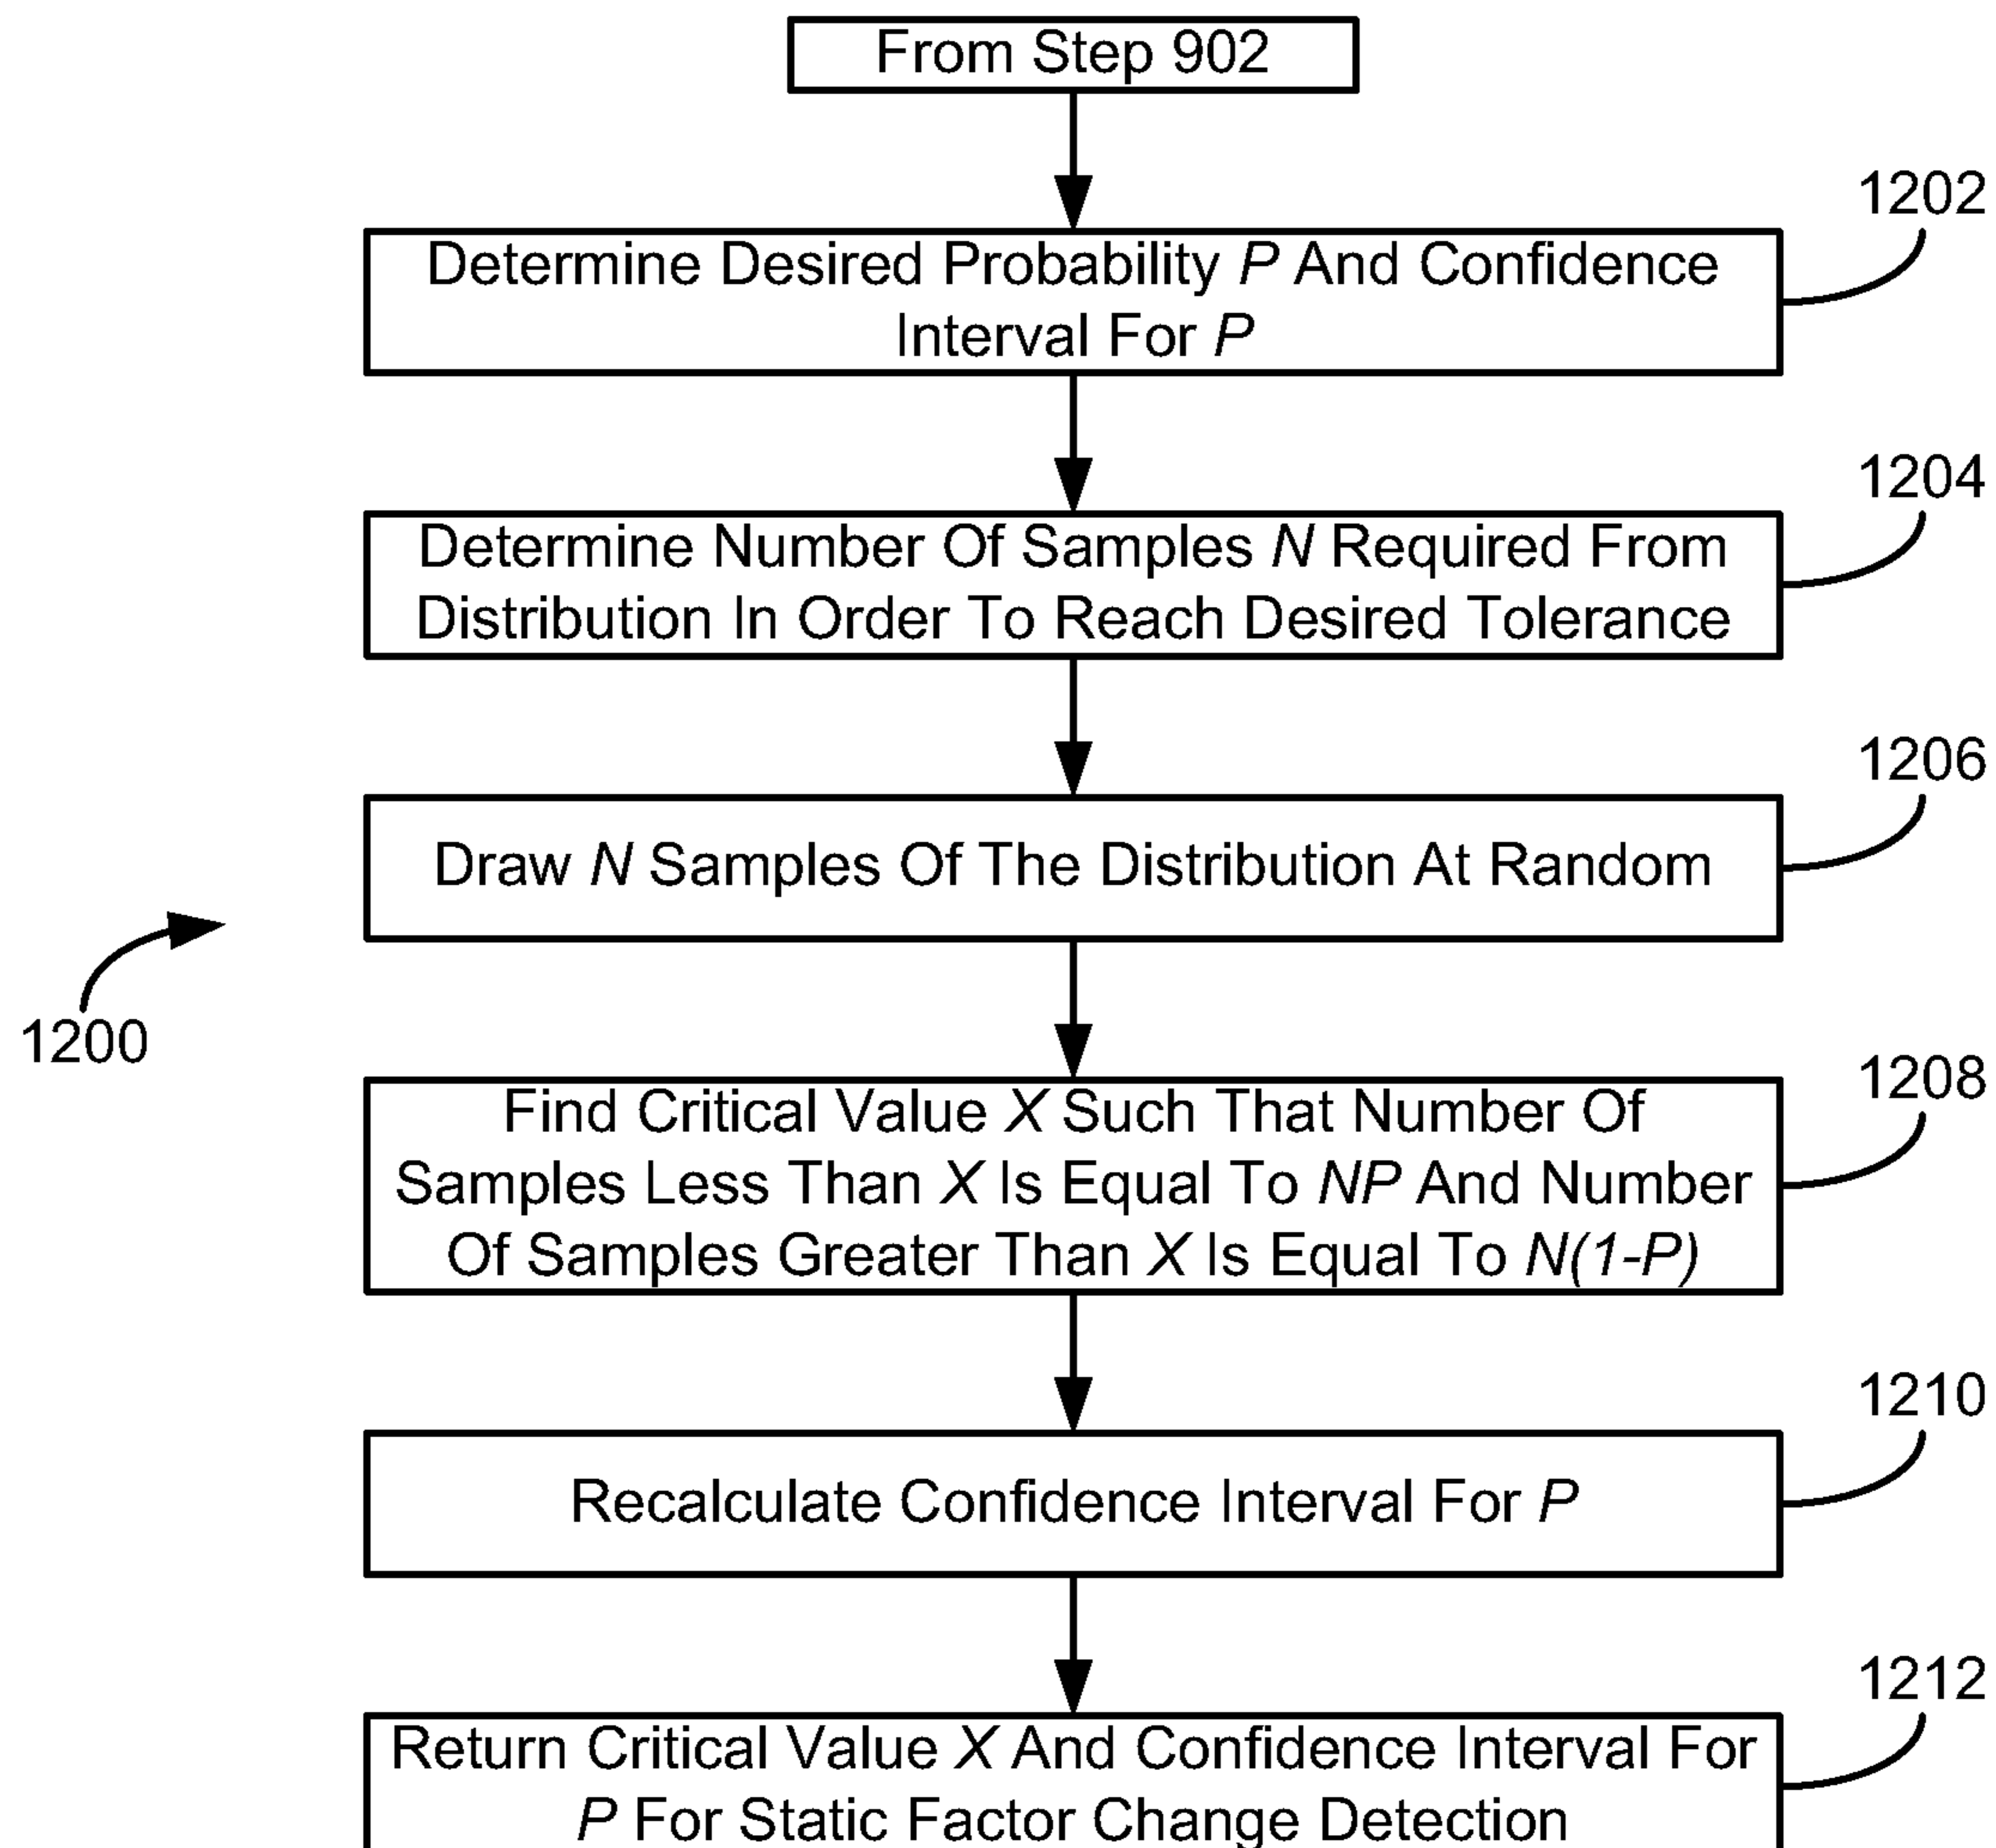 From Step 902
1202
Determine Desired Probability P And Confidence
Interval For P
1204
Determine Number Of Samples N Required From
Distribution In Order To Reach Desired Tolerance
1206
Draw N Samples Of The Distribution At Random
1200
1208
Find Critical Value X Such That Number Of
Samples Less Than X Is Equal To NP And Number
Of Samples Greater Than X Is Equal To N(1-P)
1210
Recalculate Confidence Interval For P
1212
Return Critical Value X And Confidence Interval For
P For Static Factor Change Detection